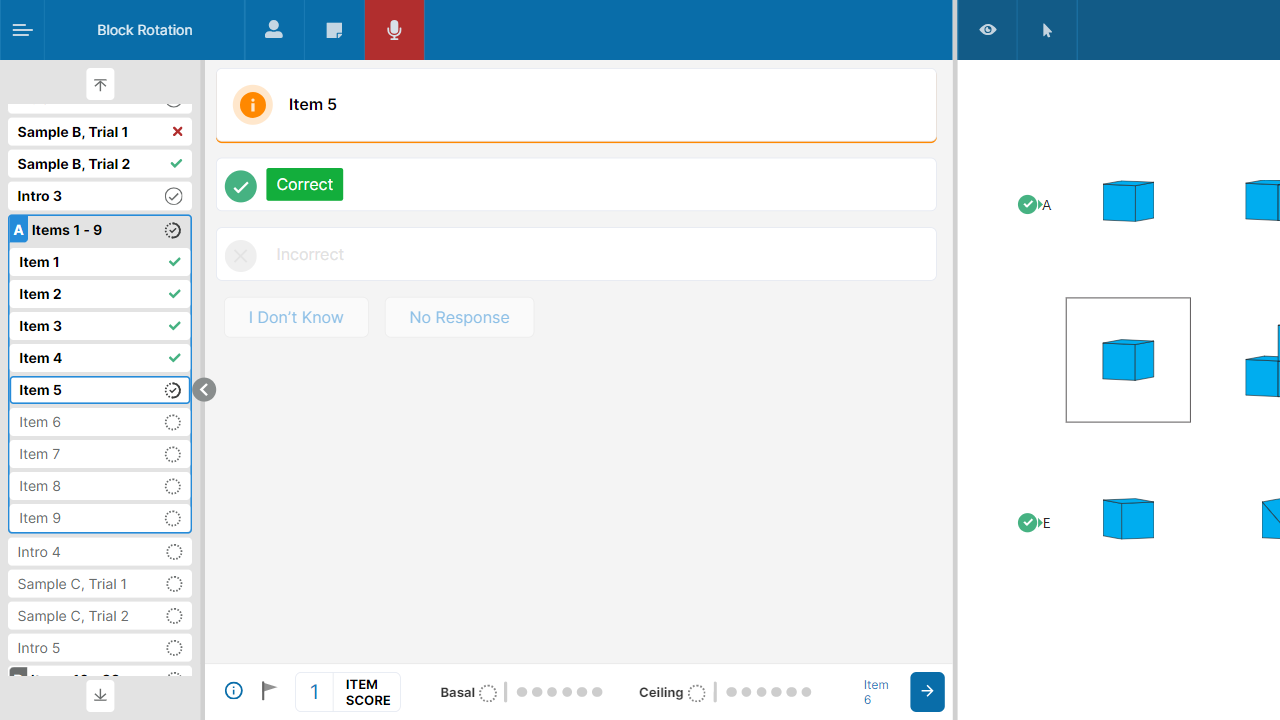 Block Rotation
Sample B, Trial 1
Sample B, Trial 2
Intro 3
A Items 1 - 9
Item 1
Item 2
Item 3
Item 4
Item 5
Item 6
Item 7
Item 8
Item 9
Intro 4
Sample C, Trial 1
Sample C, Trial 2
Intro 5
Item 5
Correct
Incorrect
I Don't Know
No Response
1
ITEM
SCORE
Basal
Ceiling
Item
6
A
E